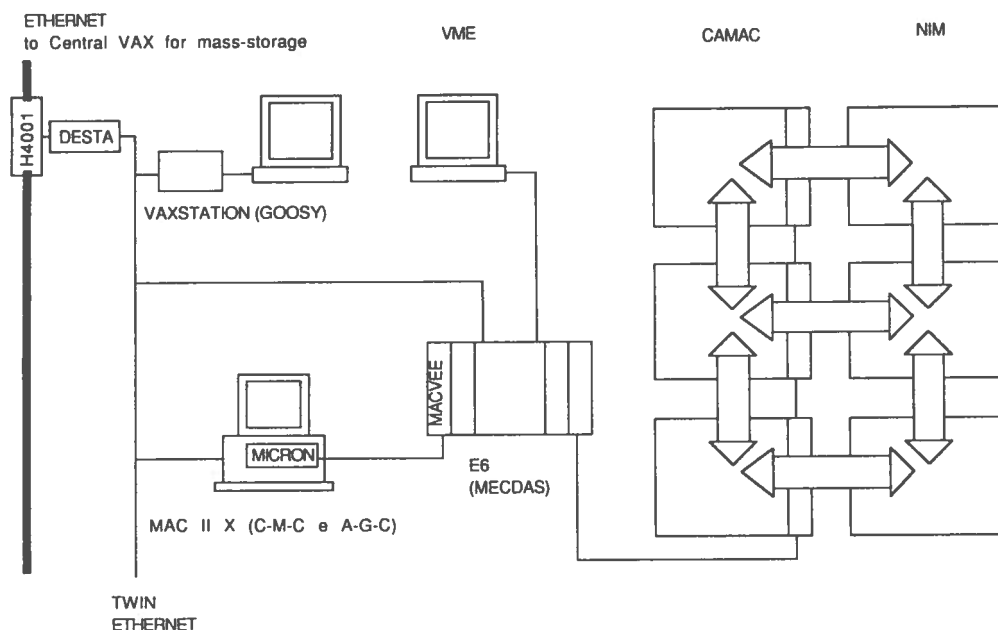 ETHERNET
to Central VAX for mass-storage
VME
CAMAC
NIM
H4001
DESTA
VAXSTATION (GOOSY)
MACVEE
MICRON
E6
(MECDAS)
MAC II X (C-M-C e A-G-C)
TWIN
ETHERNET